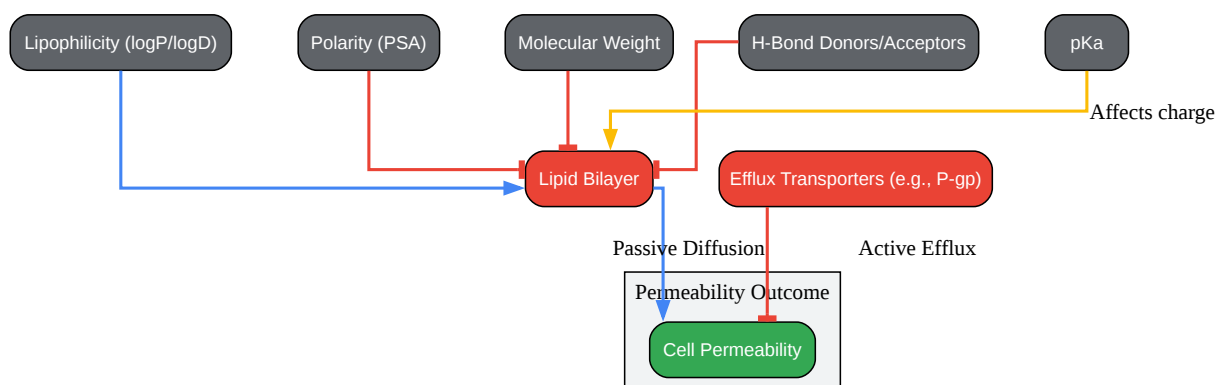 Lipophilicity (logP/logD)
Polarity (PSA)
Molecular Weight
H-Bond Donors/Acceptors
pKa
Affects charge
Lipid Bilayer
Efflux Transporters (e.g., P-gp)
Passive Diffusion
Active Efflux
Permeability Outcome
Cell Permeability